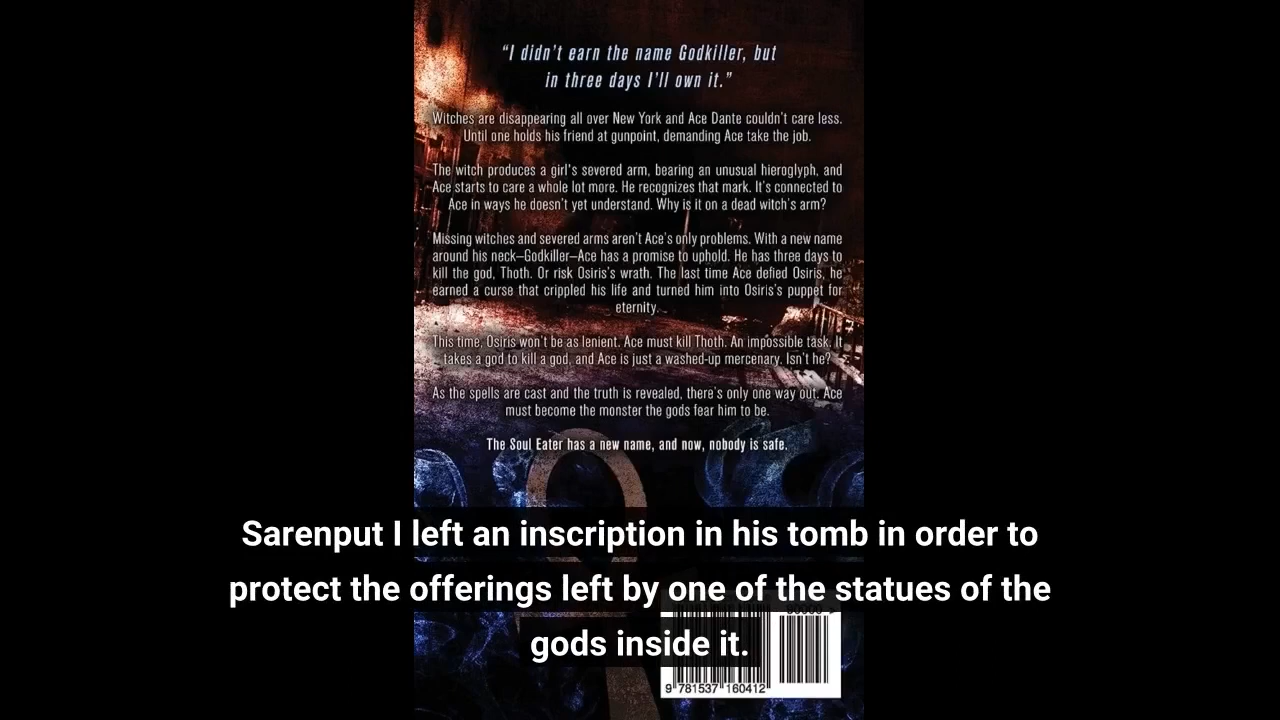 “I didn’t earn the name Godkiller, but
in three days I’ll own it.”
Witches are disappearing all over New York and Ace Dante couldn’t care less.
Until one holds his friend at gunpoint, demanding Ace take the job.
The witch produces a girl’s severed arm, bearing an unusual hieroglyph, and
Ace starts to care a whole lot more. He recognizes that mark. It’s connected to
Ace in ways he doesn’t yet understand. Why is it on a dead witch’s arm?
Missing witches and severed arms aren’t Ace’s only problems. With a new name
around his neck—Godkiller—Ace has a promise to uphold. He has three days to
kill the god, Thoth. Or risk Osiris’s wrath. The last time Ace defied Osiris, he
earned a curse that crippled his life and turned him into Osiris’s puppet for
eternity.
This time, Osiris won’t be as lenient. Ace must kill Thoth. An impossible task. It
takes a god to kill a god, and Ace is just a washed-up mercenary. Isn’t he?
As the spells are cast and the truth is revealed, there’s only one way out. Ace
must become the monster the gods fear him to be.
The Soul Eater has a new name, and now, nobody is safe.
Sarenput I left an inscription in his tomb in order to
protect the offerings left by one of the statues of the
gods inside it.
90000 >
9 781537 160412